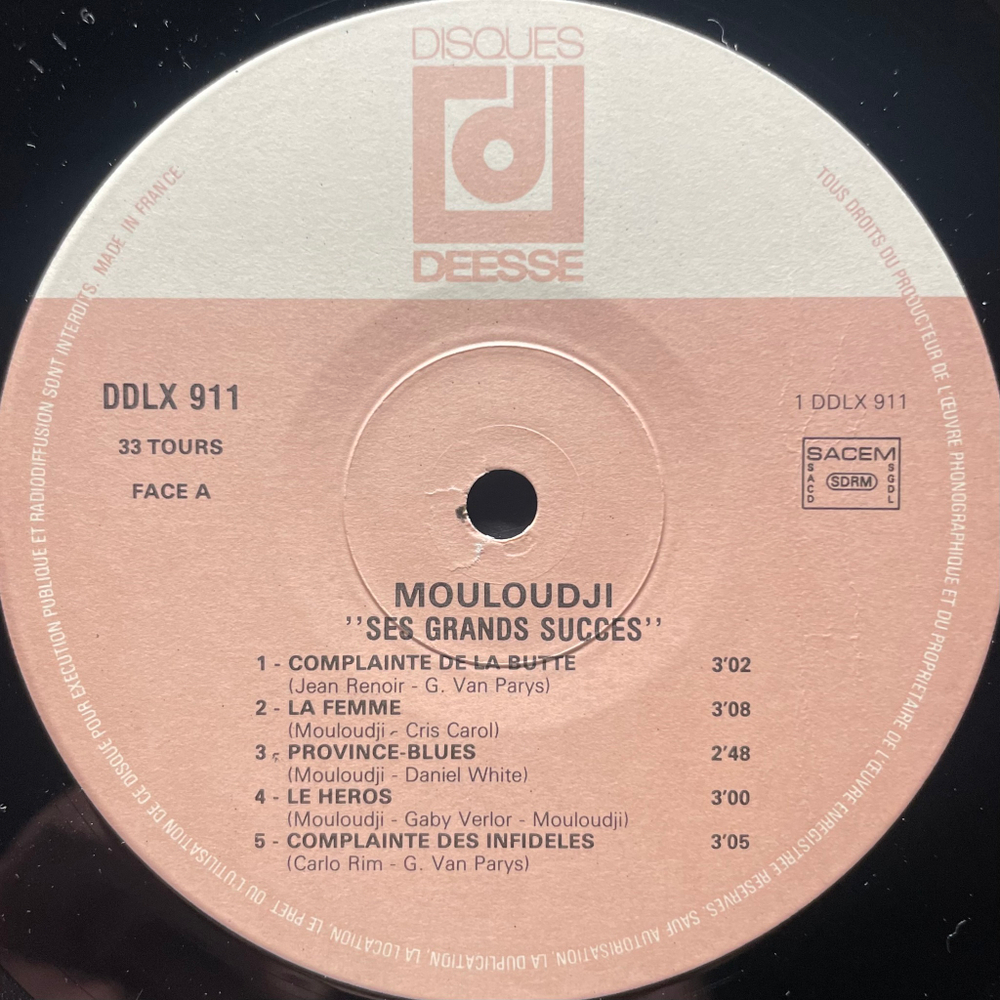 DISQUES
DEESSE
TOUS DROITS DU PRODUCTEUR DE L'ŒUVRE PHONOGRAPHIQUE ET DU PROPRIETAIRE DE L'ŒUVRE ENREGISTREE RESERVES. SAUF AUTORISATION, LA DUPLICATION, LA LOCATION, LE PRET OU L'UTILISATION DE CE DISQUE POUR EXECUTION PUBLIQUE ET RADIODIFFUSION SONT INTERDITS. MADE IN FRANCE
DDLX 911
33 TOURS
FACE A
1 DDLX 911
SACEM
SACD
SDRM
SGDL
MOULOUDJI
''SES GRANDS SUCCES''
1 - COMPLAINTE DE LA BUTTE 3'02
(Jean Renoir - G. Van Parys)
2 - LA FEMME 3'08
(Mouloudji - Cris Carol)
3 - PROVINCE-BLUES 2'48
(Mouloudji - Daniel White)
4 - LE HEROS 3'00
(Mouloudji - Gaby Verlor - Mouloudji)
5 - COMPLAINTE DES INFIDELES 3'05
(Carlo Rim - G. Van Parys)